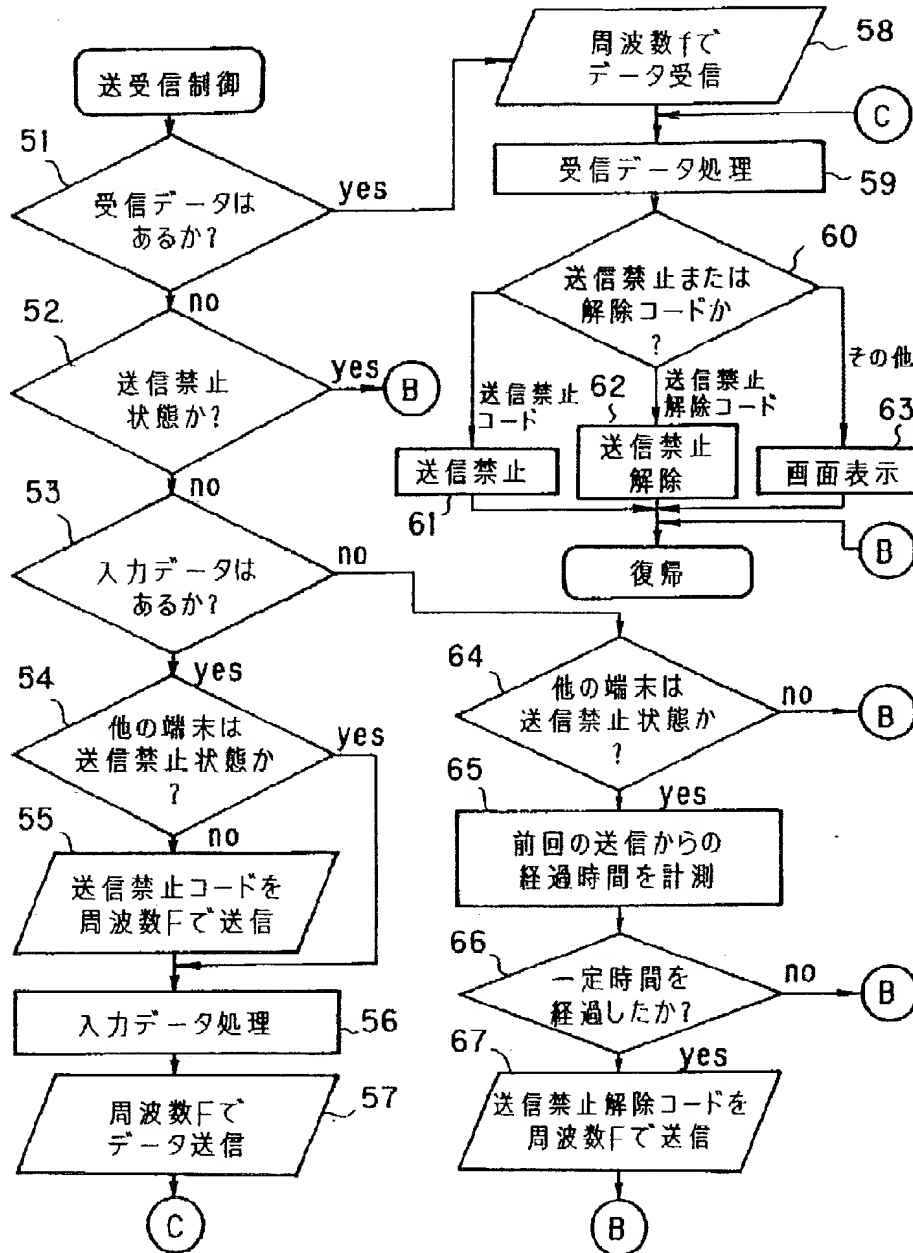 送受信制御
51
受信データは
あるか?
yes
no
52
送信禁止
状態か?
yes
B
no
53
入力データは
あるか?
no
yes
54
他の端末は
送信禁止状態か
?
yes
no
55
送信禁止コードを
周波数Fで送信
入力データ処理
56
周波数Fで
データ送信
57
C
周波数fで
データ受信
58
C
受信データ処理
59
60
送信禁止または
解除コードか
?
送信禁止
コード
送信禁止
解除コード
その他
送信禁止
61
62
送信禁止
解除
63
画面表示
B
復帰
64
他の端末は
送信禁止状態か
?
no
B
yes
65
前回の送信からの
経過時間を計測
66
一定時間を
経過したか?
no
B
yes
67
送信禁止解除コードを
周波数Fで送信
B